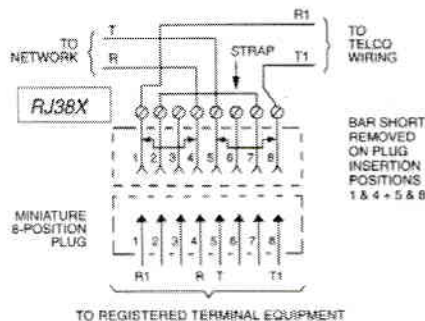 R1
T
TO
NETWORK
R
STRAP
T1
TO
TELCO
WIRING
RJ38X
1 2 3 4 5 6 7 8
BAR SHORT
REMOVED
ON PLUG
INSERTION
POSITIONS
1 & 4 + 5 & 8
MINIATURE
8-POSITION
PLUG
1 2 3 4 5 6 7 8
R1 R T T1
TO REGISTERED TERMINAL EQUIPMENT